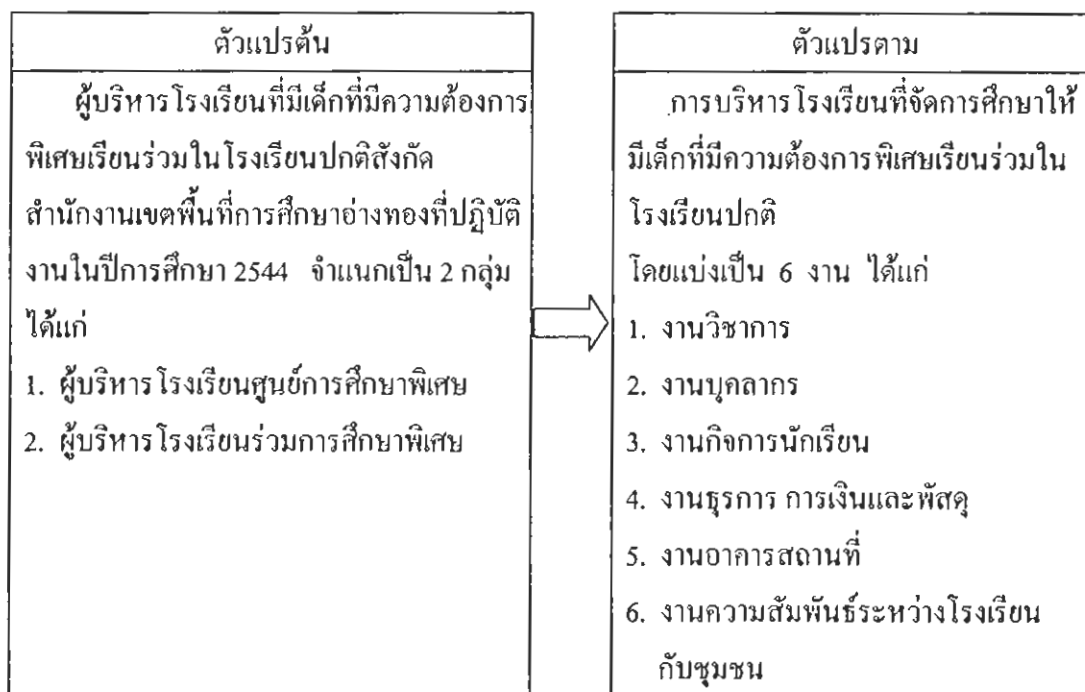 ตัวแปรต้น
ผู้บริหารโรงเรียนที่มีเด็กที่มีความต้องการ
พิเศษเรียนร่วมในโรงเรียนปกติสังกัด
สำนักงานเขตพื้นที่การศึกษาอ่างทองที่ปฏิบัติ
งานในปีการศึกษา 2544 จำแนกเป็น 2 กลุ่ม
ได้แก่
1. ผู้บริหารโรงเรียนศูนย์การศึกษาพิเศษ
2. ผู้บริหารโรงเรียนร่วมการศึกษาพิเศษ
ตัวแปรตาม
การบริหารโรงเรียนที่จัดการศึกษาให้
มีเด็กที่มีความต้องการพิเศษเรียนร่วมใน
โรงเรียนปกติ
โดยแบ่งเป็น 6 งาน ได้แก่
1. งานวิชาการ
2. งานบุคลากร
3. งานกิจการนักเรียน
4. งานธุรการ การเงินและพัสดุ
5. งานอาคารสถานที่
6. งานความสัมพันธ์ระหว่างโรงเรียน
กับชุมชน